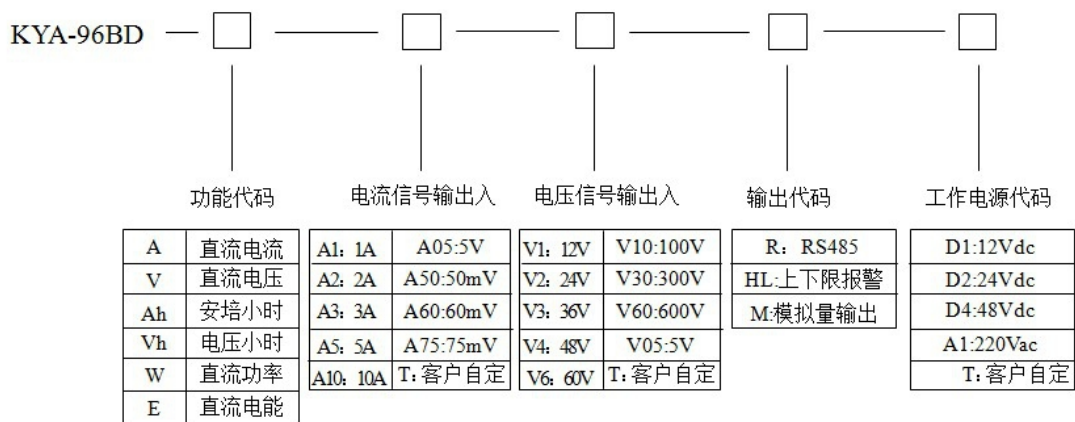 KYA-96BD
功能代码 电流信号输出入 电压信号输出入 输出代码 工作电源代码
A 直流电流 A1: 1A A05:5V V1: 12V V10:100V R: RS485 D1:12Vdc
V 直流电压 A2: 2A A50:50mV V2: 24V V30:300V HL:上下限报警 D2:24Vdc
Ah 安培小时 A3: 3A A60:60mV V3: 36V V60:600V M:模拟量输出 D4:48Vdc
Vh 电压小时 A5: 5A A75:75mV V4: 48V V05:5V A1:220Vac
W 直流功率 A10: 10A T:客户自定 V6: 60V T:客户自定 T:客户自定
E 直流电能